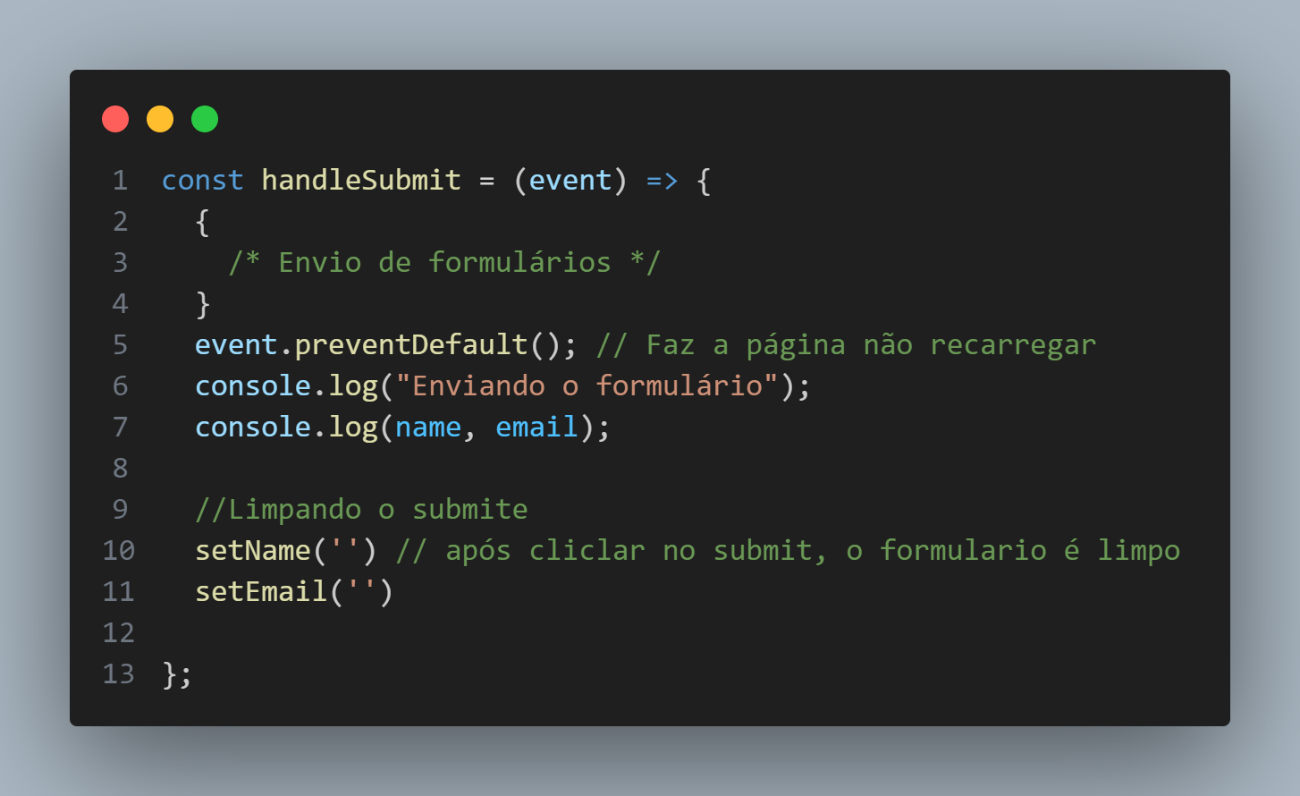 1 const handleSubmit = (event) => {
2   {
3     /* Envio de formulários */
4   }
5   event.preventDefault(); // Faz a página não recarregar
6   console.log("Enviando o formulário");
7   console.log(name, email);
8
9   //Limpando o submite
10   setName('') // após cliclar no submit, o formulario é limpo
11   setEmail('')
12
13 };